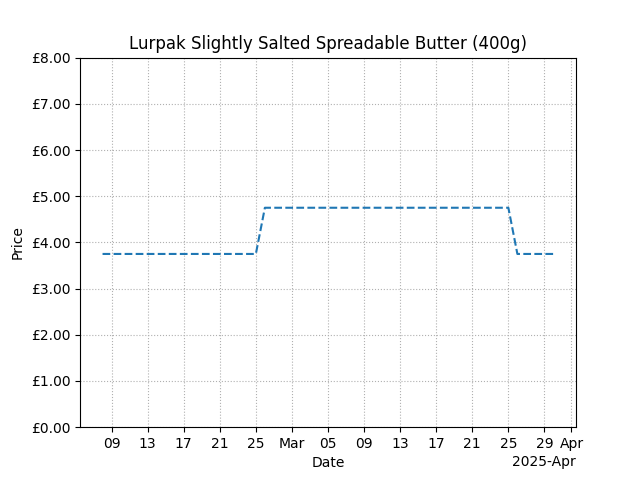 Lurpak Slightly Salted Spreadable Butter (400g)
£8.00
£7.00
£6.00
£5.00
£4.00
£3.00
£2.00
£1.00
£0.00
Price
09 13 17 21 25 Mar 05 09 13 17 21 25 29 Apr
Date
2025-Apr